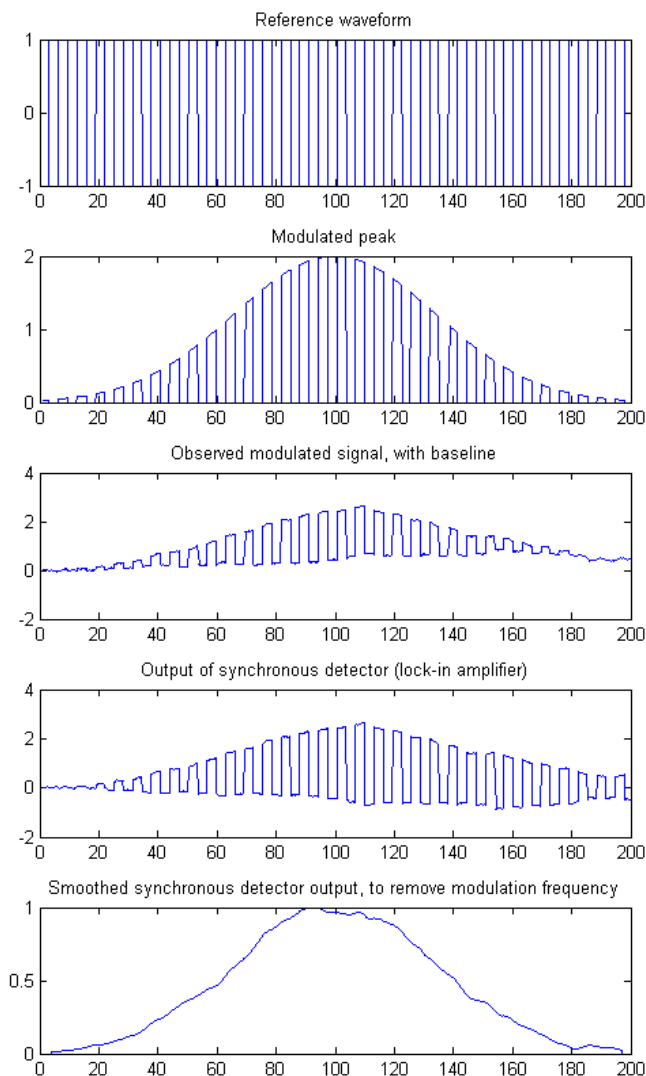 Reference waveform
1
0
-1
0 20 40 60 80 100 120 140 160 180 200
Modulated peak
2
1
0
0 20 40 60 80 100 120 140 160 180 200
Observed modulated signal, with baseline
4
2
0
-2
0 20 40 60 80 100 120 140 160 180 200
Output of synchronous detector (lock-in amplifier)
4
2
0
-2
0 20 40 60 80 100 120 140 160 180 200
Smoothed synchronous detector output, to remove modulation frequency
1
0.5
0
0 20 40 60 80 100 120 140 160 180 200